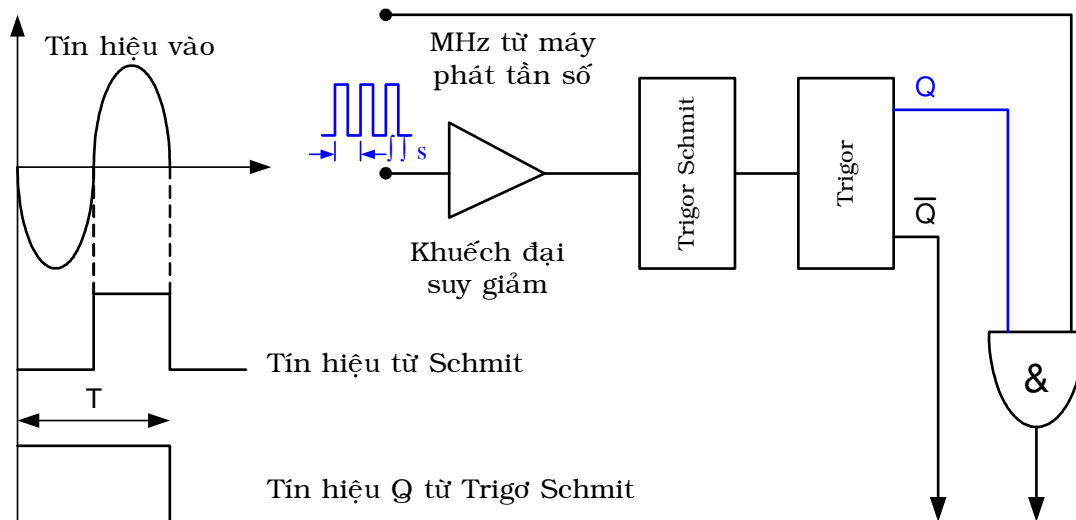 Tín hiệu vào
MHz từ máy
phát tần số
∫∫ s
Trigor Schmit
Trigor
Q
Q̅
Khuếch đại
suy giảm
Tín hiệu từ Schmit
T
&
Tín hiệu Q từ Trigơ Schmit